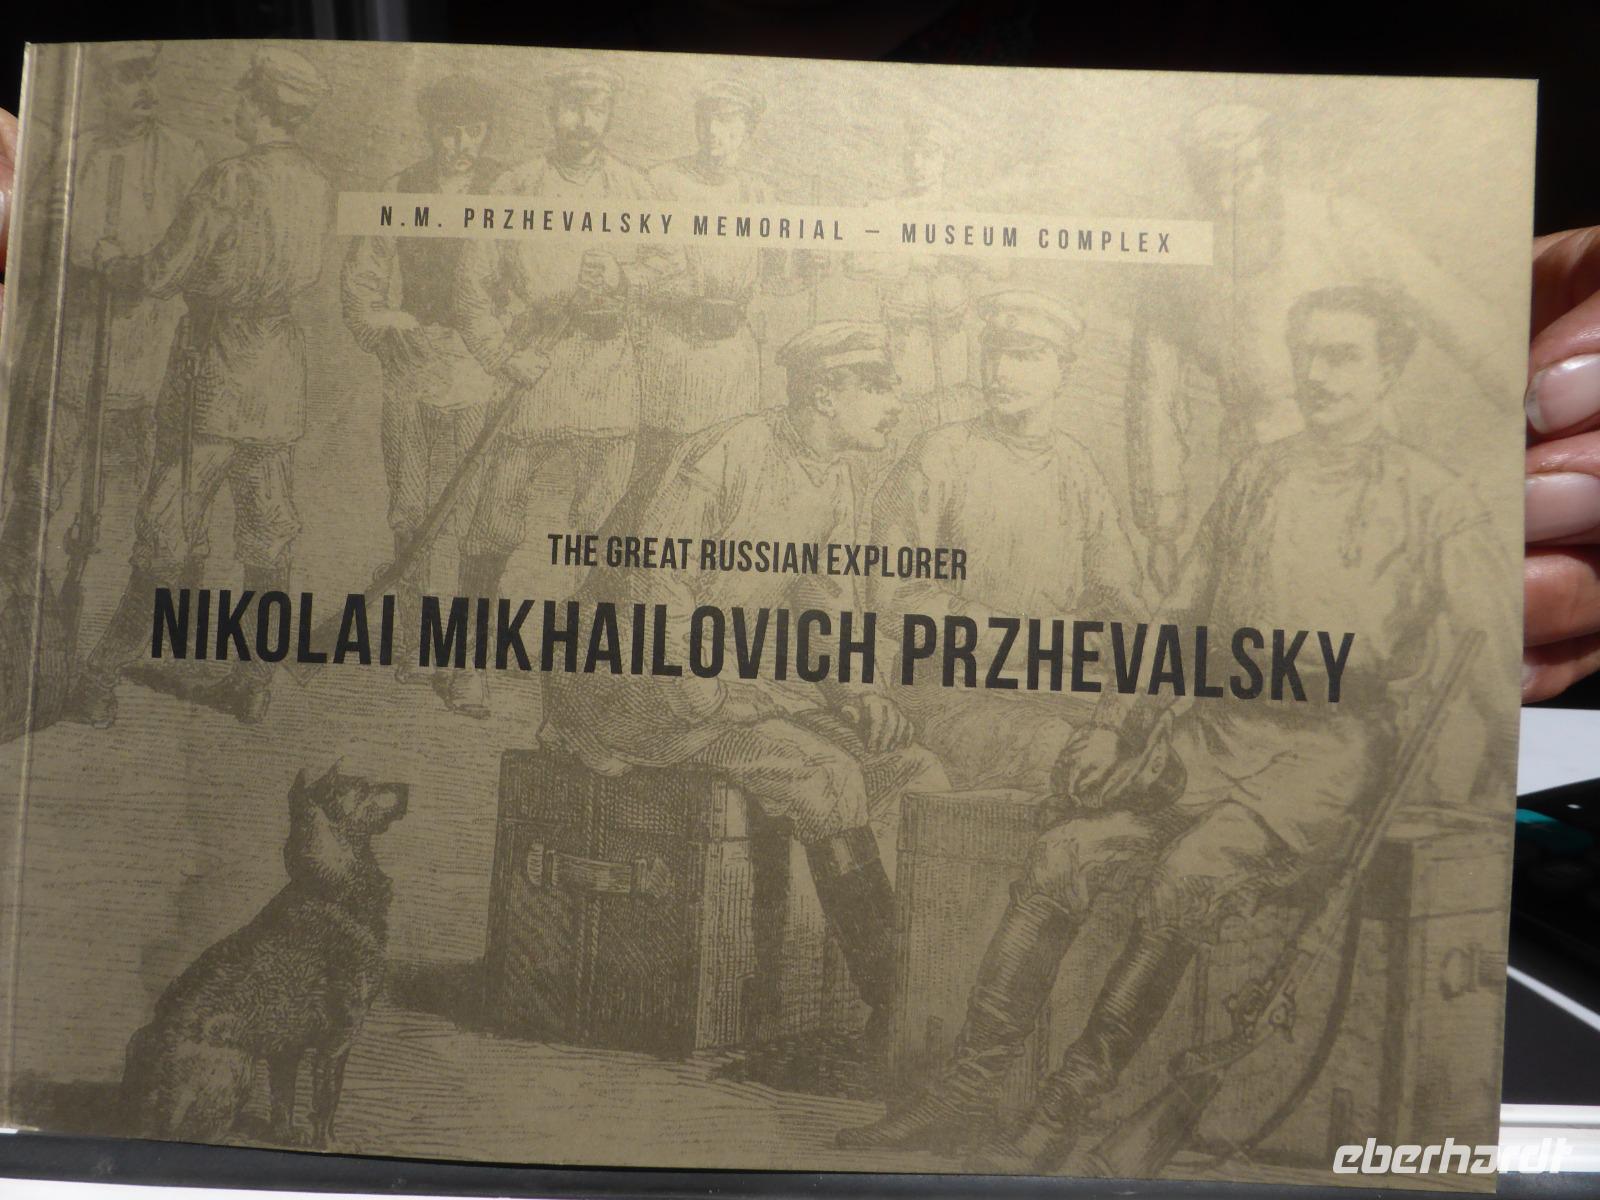 N.M. PRZHEVALSKY MEMORIAL – MUSEUM COMPLEX
THE GREAT RUSSIAN EXPLORER
NIKOLAI MIKHAILOVICH PRZHEVALSKY
eberhardt